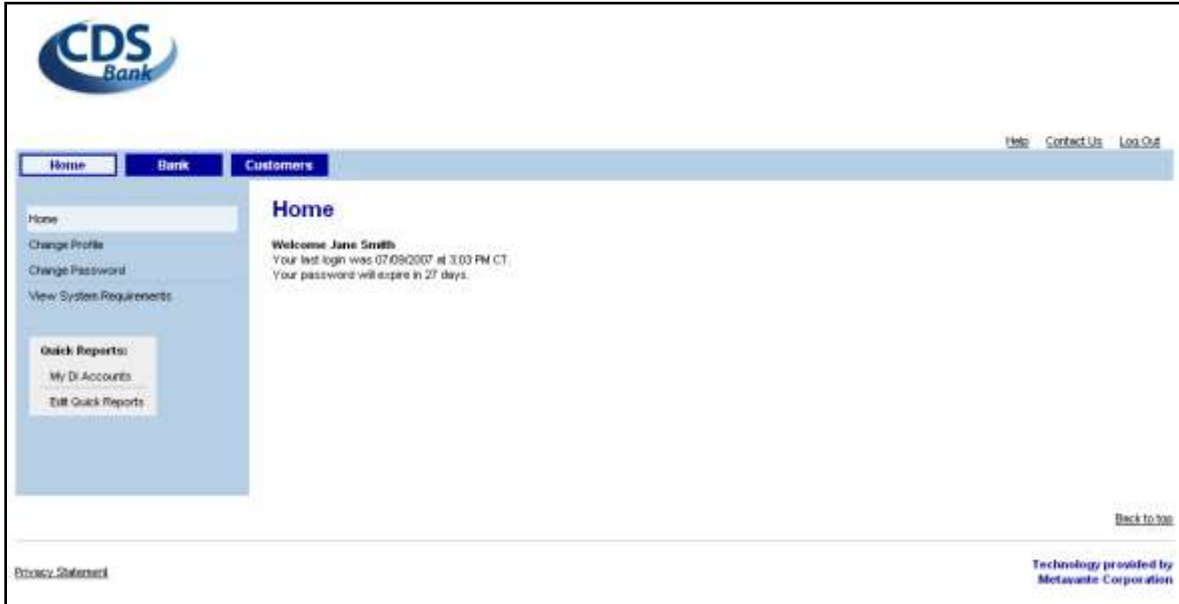 CDS
Bank
Help Contact Us Log Out
Home Bank Customers
Home
Change Profile
Change Password
View System Requirements
Quick Reports:
My DI Accounts
Edit Quick Reports
Home
Welcome Jane Smith
Your last login was 07/09/2007 at 3:03 PM CT.
Your password will expire in 27 days.
Back to top
Privacy Statement
Technology provided by
Metavante Corporation